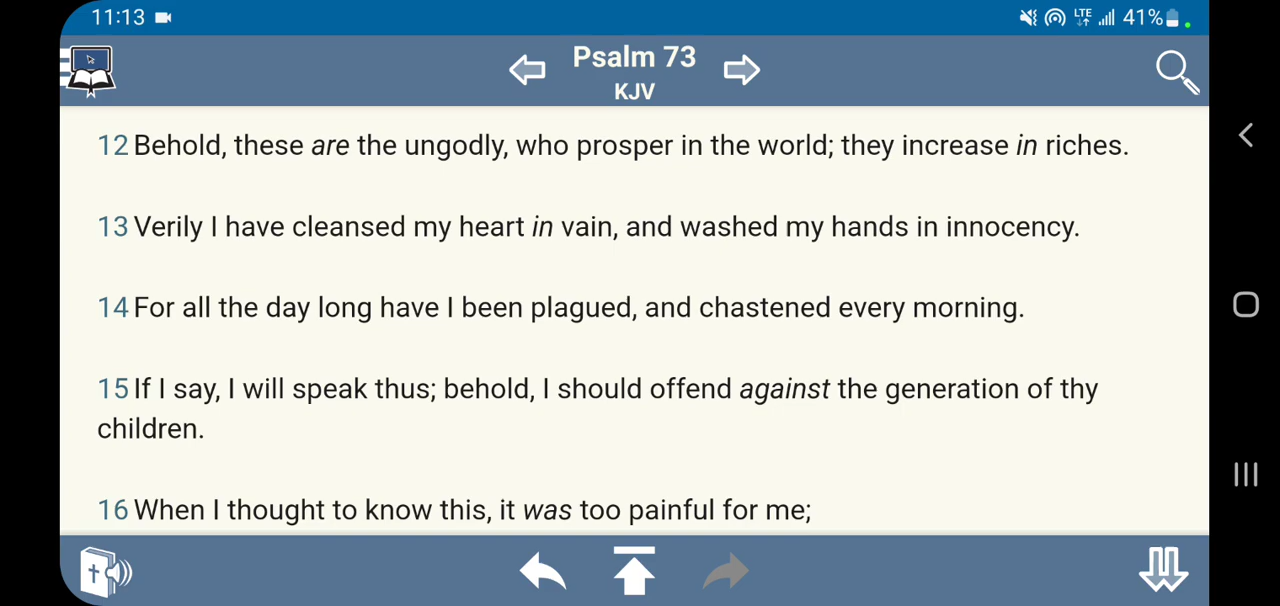 11:13
LTE 41%
Psalm 73
KJV
12 Behold, these are the ungodly, who prosper in the world; they increase in riches.
13 Verily I have cleansed my heart in vain, and washed my hands in innocency.
14 For all the day long have I been plagued, and chastened every morning.
15 If I say, I will speak thus; behold, I should offend against the generation of thy
children.
16 When I thought to know this, it was too painful for me;